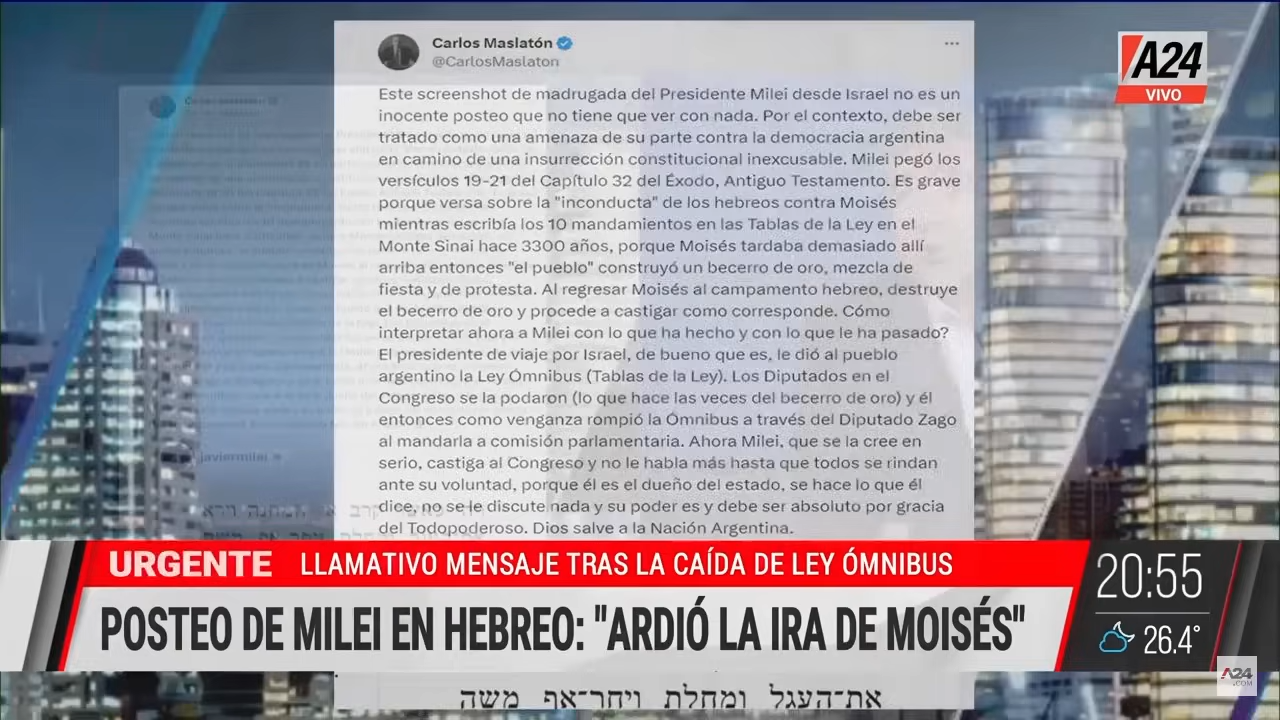 Carlos Maslatón
@CarlosMaslaton
Este screenshot de madrugada del Presidente Milei desde Israel no es un
inocente posteo que no tiene que ver con nada. Por el contexto, debe ser
tratado como una amenaza de su parte contra la democracia argentina
en camino de una insurrección constitucional inexcusable. Milei pegó los
versículos 19-21 del Capítulo 32 del Éxodo, Antiguo Testamento. Es grave
porque versa sobre la "inconducta" de los hebreos contra Moisés
mientras escribía los 10 mandamientos en las Tablas de la Ley en el
Monte Sinai hace 3300 años, porque Moisés tardaba demasiado allí
arriba entonces "el pueblo" construyó un becerro de oro, mezcla de
fiesta y de protesta. Al regresar Moisés al campamento hebreo, destruye
el becerro de oro y procede a castigar como corresponde. Cómo
interpretar ahora a Milei con lo que ha hecho y con lo que le ha pasado?
El presidente de viaje por Israel, de bueno que es, le dió al pueblo
argentino la Ley Ómnibus (Tablas de la Ley). Los Diputados en el
Congreso se la podaron (lo que hace las veces del becerro de oro) y él
entonces como venganza rompió la Ómnibus a través del Diputado Zago
al mandarla a comisión parlamentaria. Ahora Milei, que se la cree en
serio, castiga al Congreso y no le habla más hasta que todos se rindan
ante su voluntad, porque él es el dueño del estado, se hace lo que él
dice, no se le discute nada y su poder es y debe ser absoluto por gracia
del Todopoderoso. Dios salve a la Nación Argentina.
javiermilei
A24
VIVO
URGENTE LLAMATIVO MENSAJE TRAS LA CAÍDA DE LEY ÓMNIBUS
POSTEO DE MILEI EN HEBREO: "ARDIÓ LA IRA DE MOISÉS"
20:55
26.4°
A24
.COM
את־העגל ומחלת ויחר־אף משה